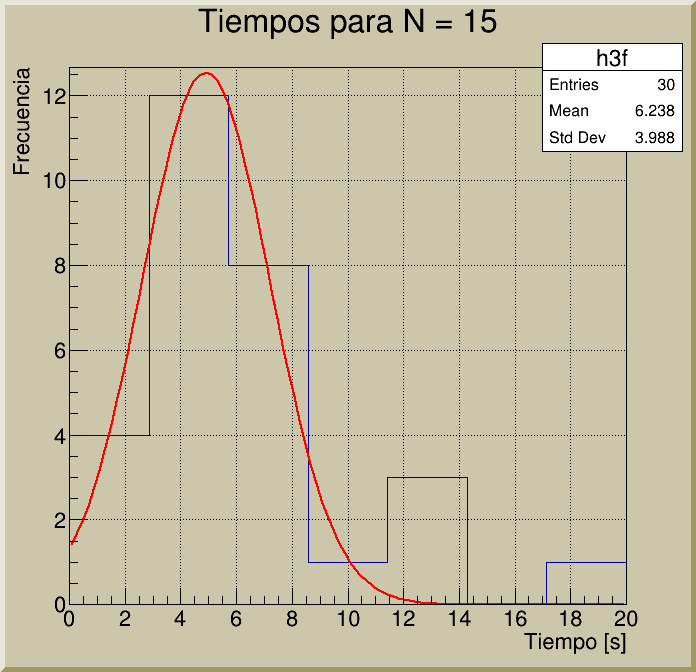 Tiempos para N = 15
h3f
Entries 30
Mean 6.238
Std Dev 3.988
Frecuencia
12
10
8
6
4
2
0
0 2 4 6 8 10 12 14 16 18 20
Tiempo [s]